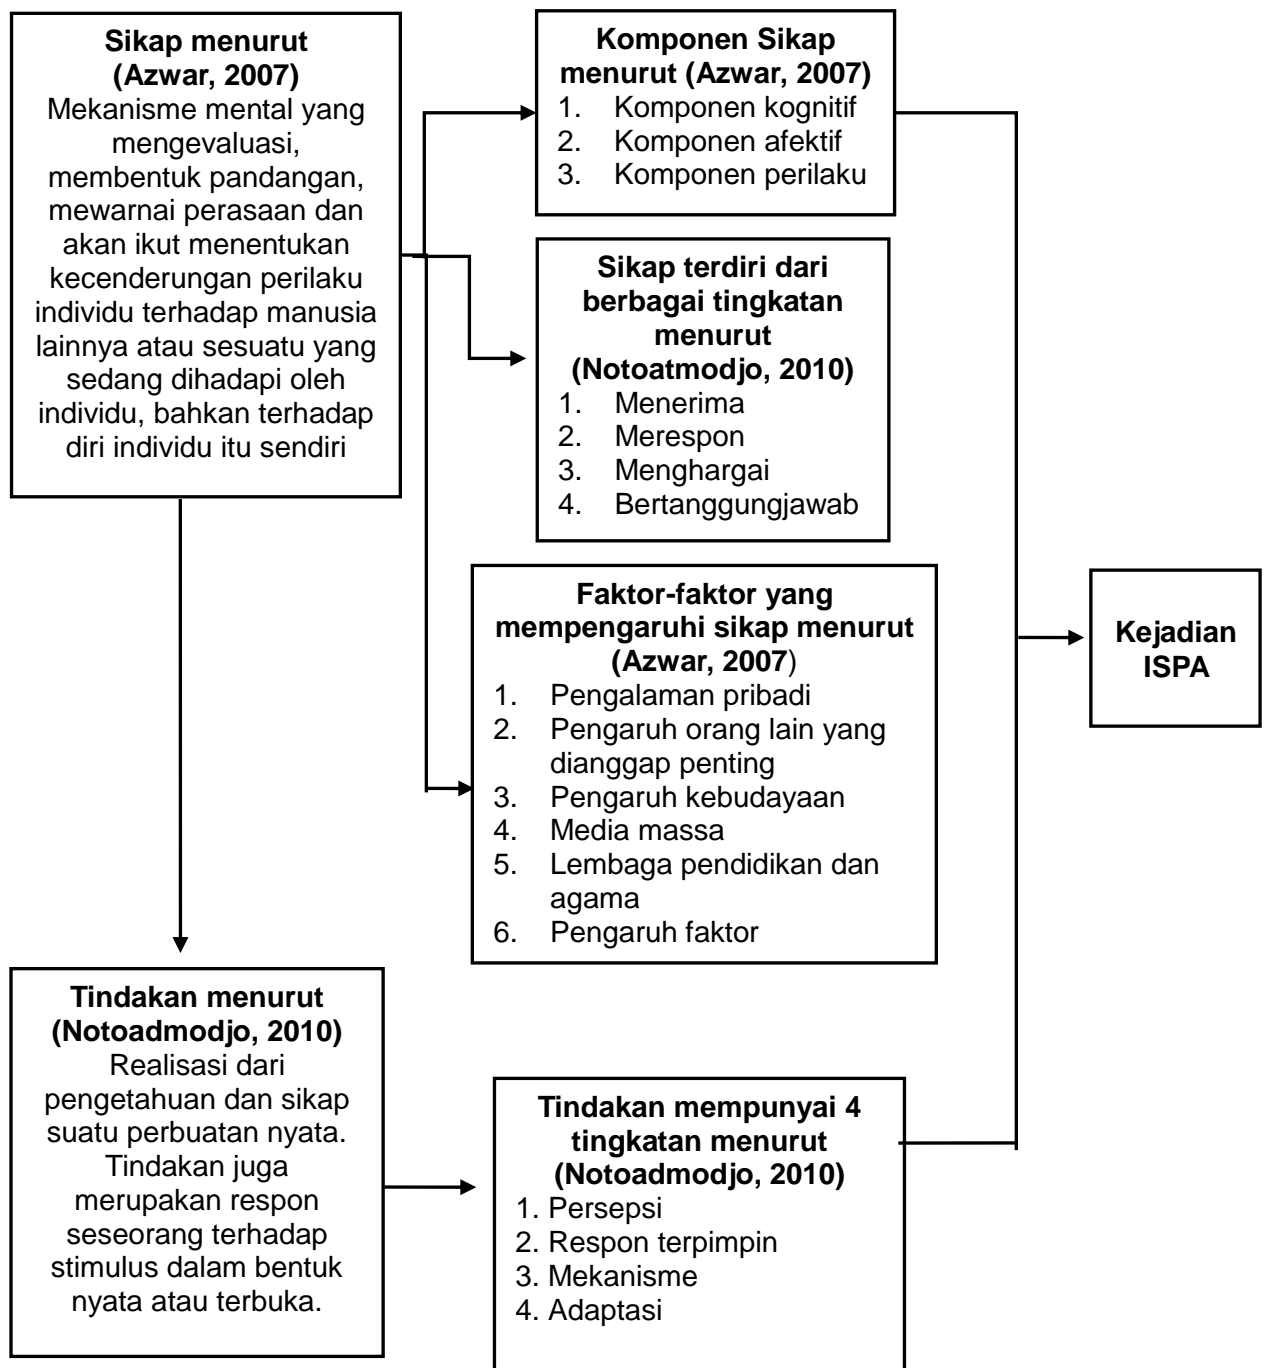 Sikap menurut
(Azwar, 2007)
Mekanisme mental yang
mengevaluasi,
membentuk pandangan,
mewarnai perasaan dan
akan ikut menentukan
kecenderungan perilaku
individu terhadap manusia
lainnya atau sesuatu yang
sedang dihadapi oleh
individu, bahkan terhadap
diri individu itu sendiri
Komponen Sikap
menurut (Azwar, 2007)
1. Komponen kognitif
2. Komponen afektif
3. Komponen perilaku
Sikap terdiri dari
berbagai tingkatan
menurut
(Notoatmodjo, 2010)
1. Menerima
2. Merespon
3. Menghargai
4. Bertanggungjawab
Faktor-faktor yang
mempengaruhi sikap menurut
(Azwar, 2007)
1. Pengalaman pribadi
2. Pengaruh orang lain yang
dianggap penting
3. Pengaruh kebudayaan
4. Media massa
5. Lembaga pendidikan dan
agama
6. Pengaruh faktor
Kejadian
ISPA
Tindakan menurut
(Notoadmodjo, 2010)
Realisasi dari
pengetahuan dan sikap
suatu perbuatan nyata.
Tindakan juga
merupakan respon
seseorang terhadap
stimulus dalam bentuk
nyata atau terbuka.
Tindakan mempunyai 4
tingkatan menurut
(Notoadmodjo, 2010)
1. Persepsi
2. Respon terpimpin
3. Mekanisme
4. Adaptasi